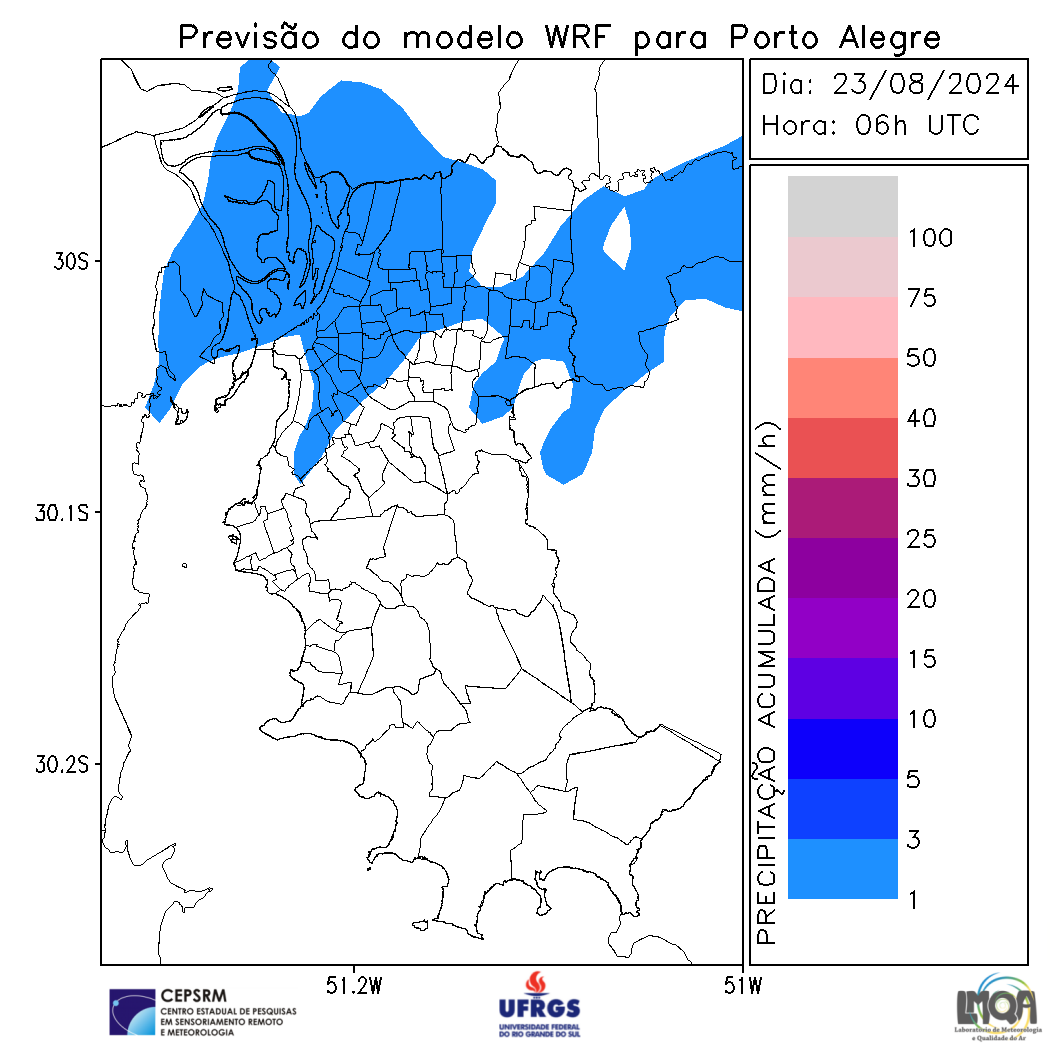 Previsão do modelo WRF para Porto Alegre
Dia: 23/08/2024
Hora: 06h UTC
30S
30.1S
30.2S
51.2W
51W
PRECIPITAÇÃO ACUMULADA (mm/h)
100
75
50
40
30
25
20
15
10
5
3
1
CEPSRM
CENTRO ESTADUAL DE PESQUISAS
EM SENSORIAMENTO REMOTO
E METEOROLOGIA
UFRGS
UNIVERSIDADE FEDERAL
DO RIO GRANDE DO SUL
LMQA
Laboratório de Meteorologia
e Qualidade do Ar